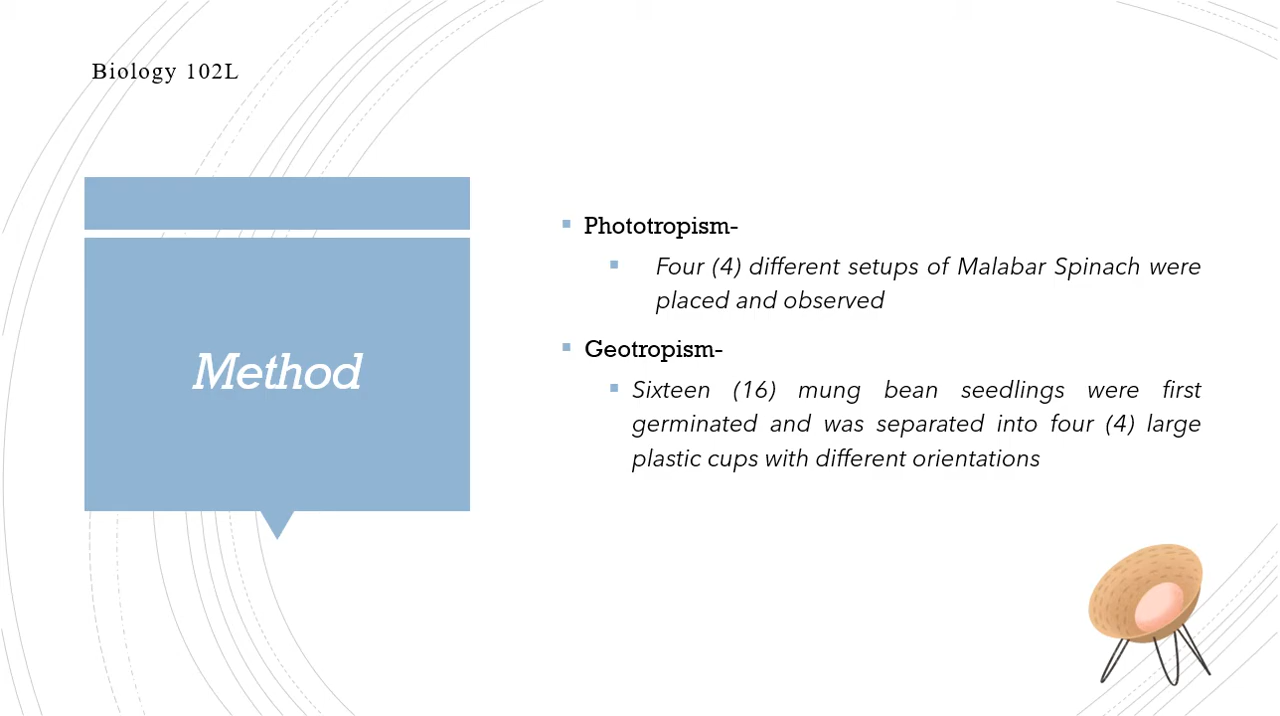 Biology 102L
Method
Phototropism-
Four (4) different setups of Malabar Spinach were
placed and observed
Geotropism-
Sixteen (16) mung bean seedlings were first
germinated and was separated into four (4) large
plastic cups with different orientations